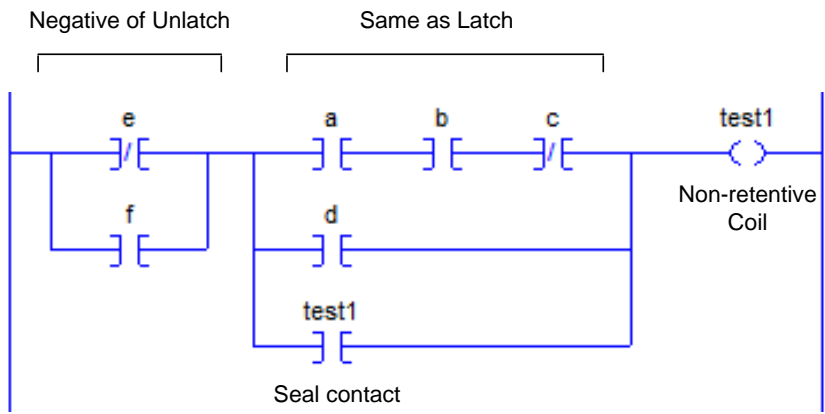 Negative of Unlatch
Same as Latch
e
a
b
c
test1
f
d
Non-retentive
Coil
test1
Seal contact